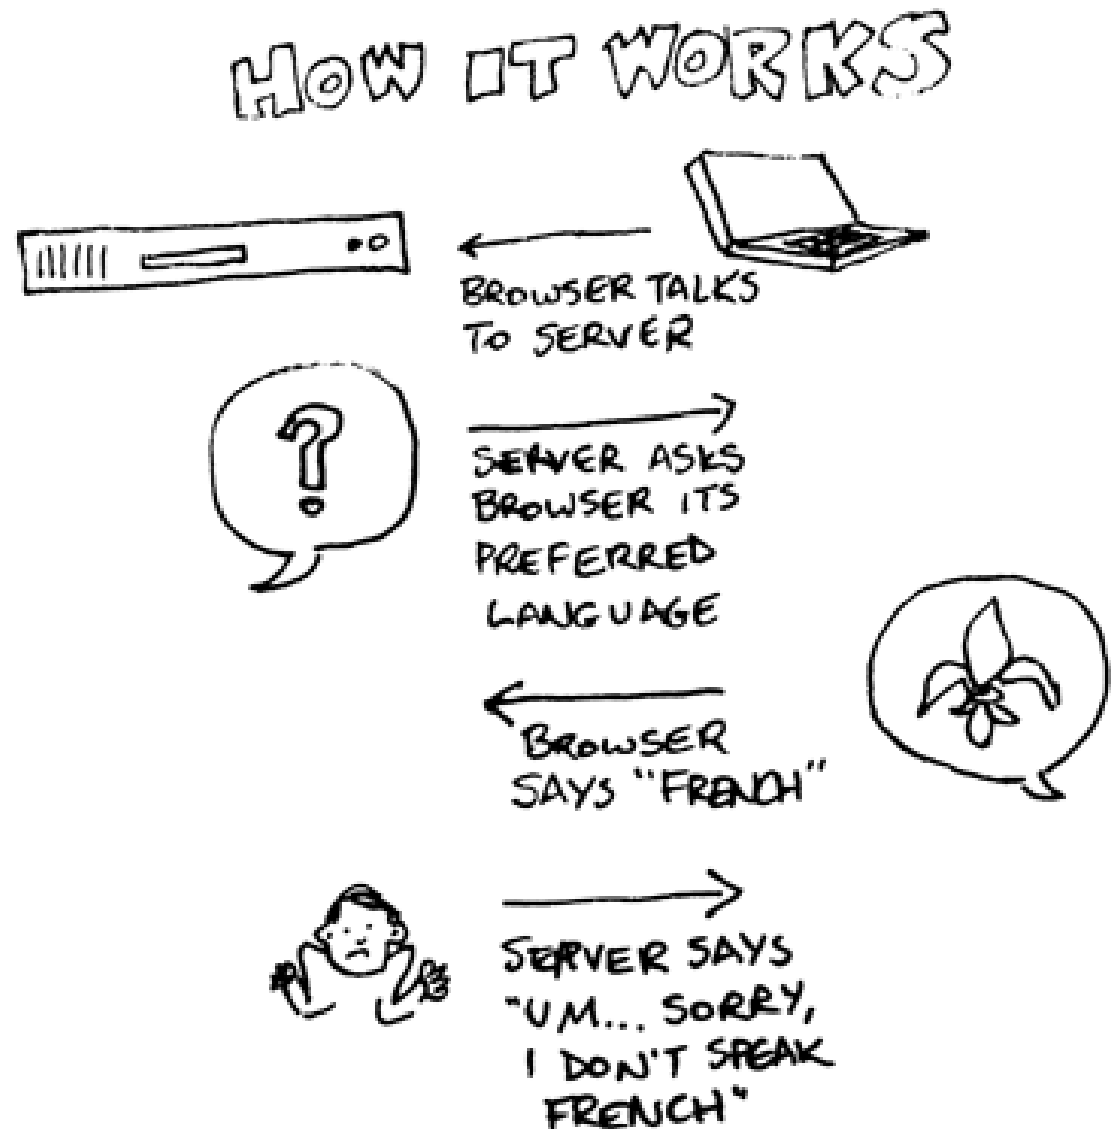 HOW IT WORKS
BROWSER TALKS
TO SERVER
?
SERVER ASKS
BROWSER ITS
PREFERRED
LANGUAGE
BROWSER
SAYS "FRENCH"
SERVER SAYS
"UM... SORRY,
I DON'T SPEAK
FRENCH"